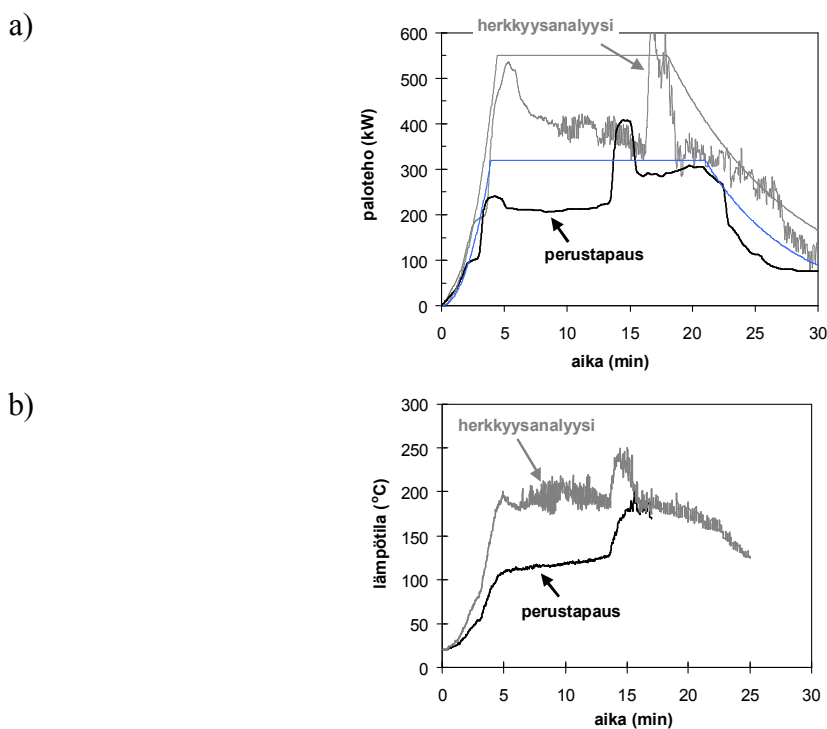 a)
600
500
400
300
200
100
0
paloteho (kW)
herkkyysanalyysi
perustapaus
0 5 10 15 20 25 30
aika (min)
b)
300
250
200
150
100
50
0
lämpötila (°C)
herkkyysanalyysi
perustapaus
0 5 10 15 20 25 30
aika (min)